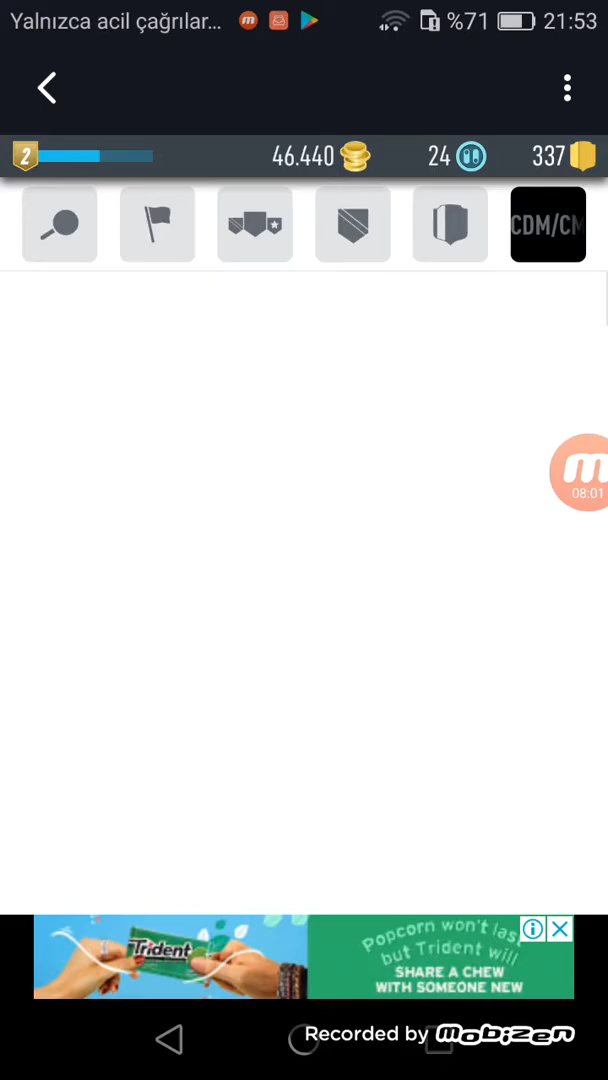 Yalnızca acil çağrılar... %71 21:53
2 46.440 24 337
CDM/CM
08:01
Trident
Popcorn won't las
but Trident will
SHARE A CHEW
WITH SOMEONE NEW
Recorded by mobizen